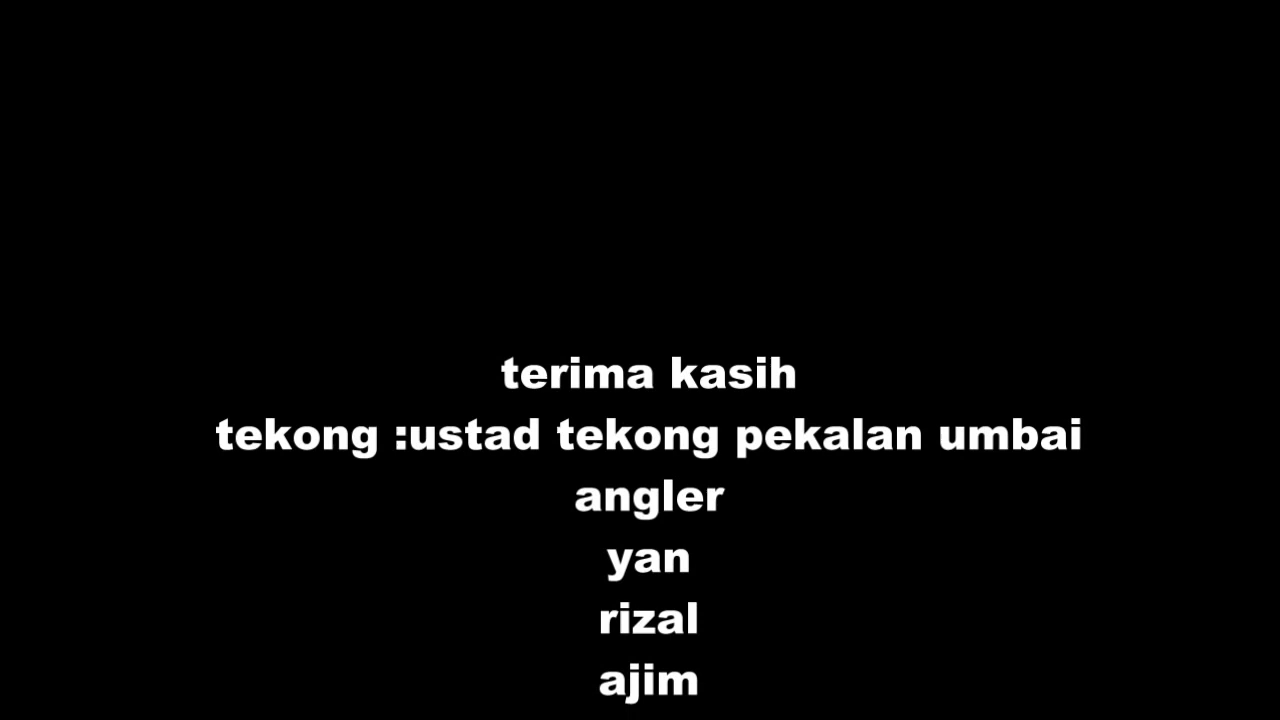 terima kasih
tekong :ustad tekong pekalan umbai
angler
yan
rizal
ajim